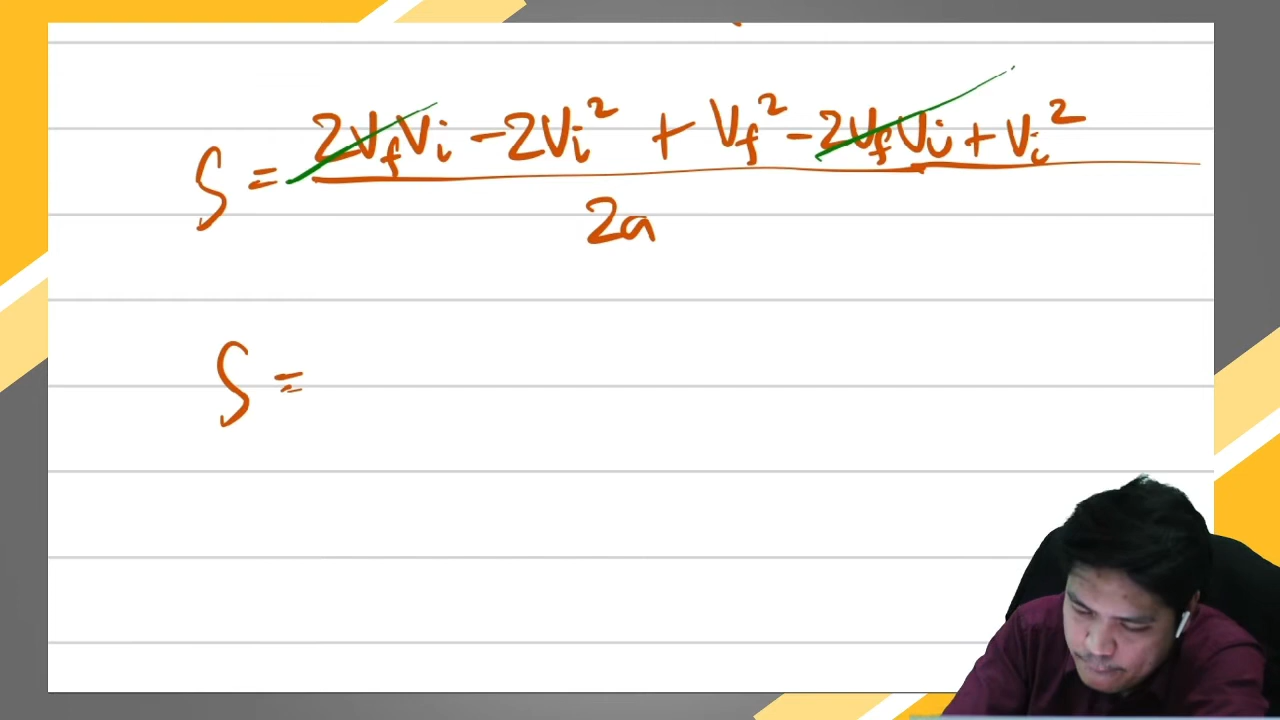 S = 2VfVi - 2Vi² + Vf² - 2VfVi + Vi²
2a
S =